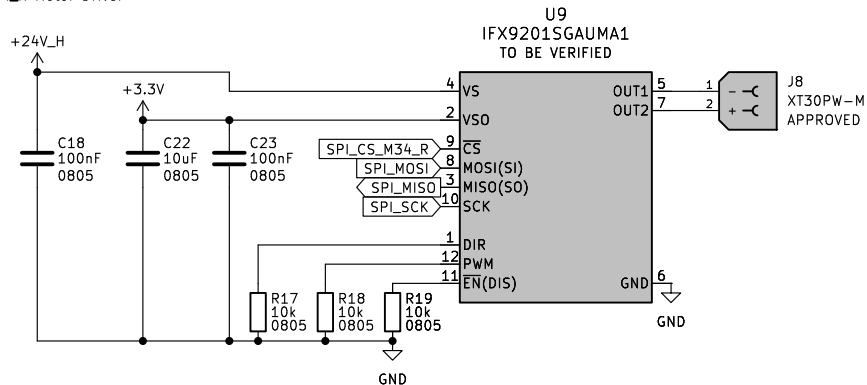 U9
IFX9201SGAUMA1
TO BE VERIFIED
+24V_H
+3.3V
4 VS
2 VSO
9 CS
8 MOSI(SI)
3 MISO(SO)
10 SCK
1 DIR
12 PWM
11 EN(DIS)
OUT1 5
OUT2 7
GND 6
1 -
2 +
J8
XT30PW-M
APPROVED
C18
100nF
0805
C22
10uF
0805
C23
100nF
0805
SPI_CS_M34_R
SPI_MOSI
SPI_MISO
SPI_SCK
R17
10k
0805
R18
10k
0805
R19
10k
0805
GND
GND